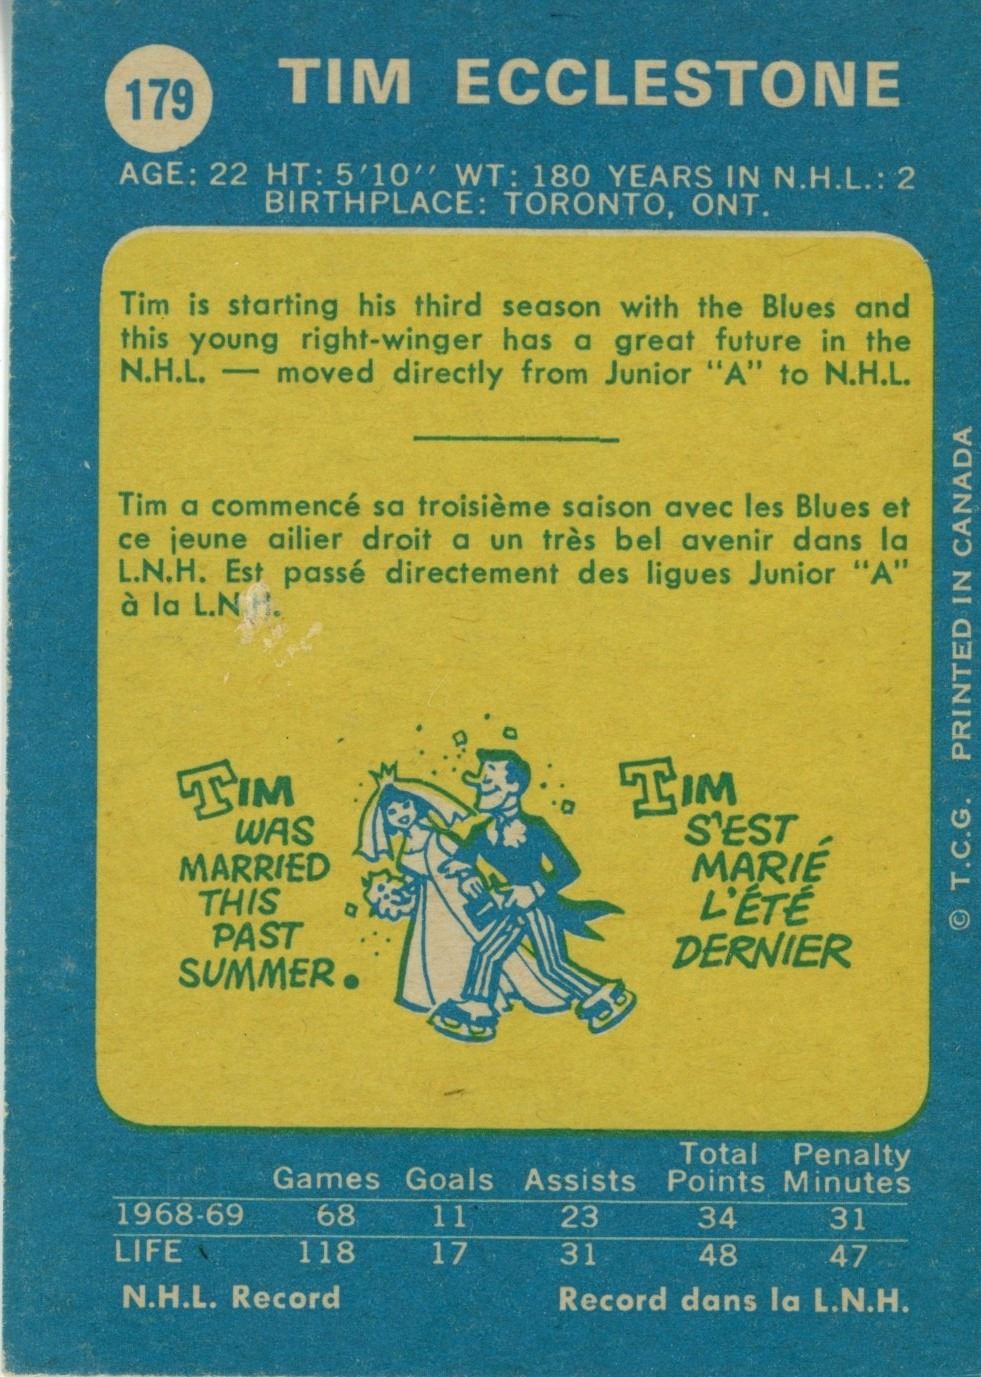 179
TIM ECCLESTONE
AGE: 22 HT: 5'10'' WT: 180 YEARS IN N.H.L.: 2
BIRTHPLACE: TORONTO, ONT.
Tim is starting his third season with the Blues and
this young right-winger has a great future in the
N.H.L. — moved directly from Junior "A" to N.H.L.
Tim a commencé sa troisième saison avec les Blues et
ce jeune ailier droit a un très bel avenir dans la
L.N.H. Est passé directement des ligues Junior "A"
à la L.N.H.
TIM
WAS
MARRIED
THIS
PAST
SUMMER.
TIM
S'EST
MARIÉ
L'ÉTÉ
DERNIER
© T.C.G. PRINTED IN CANADA
Total Penalty
Games Goals Assists Points Minutes
1968-69 68 11 23 34 31
LIFE 118 17 31 48 47
N.H.L. Record Record dans la L.N.H.